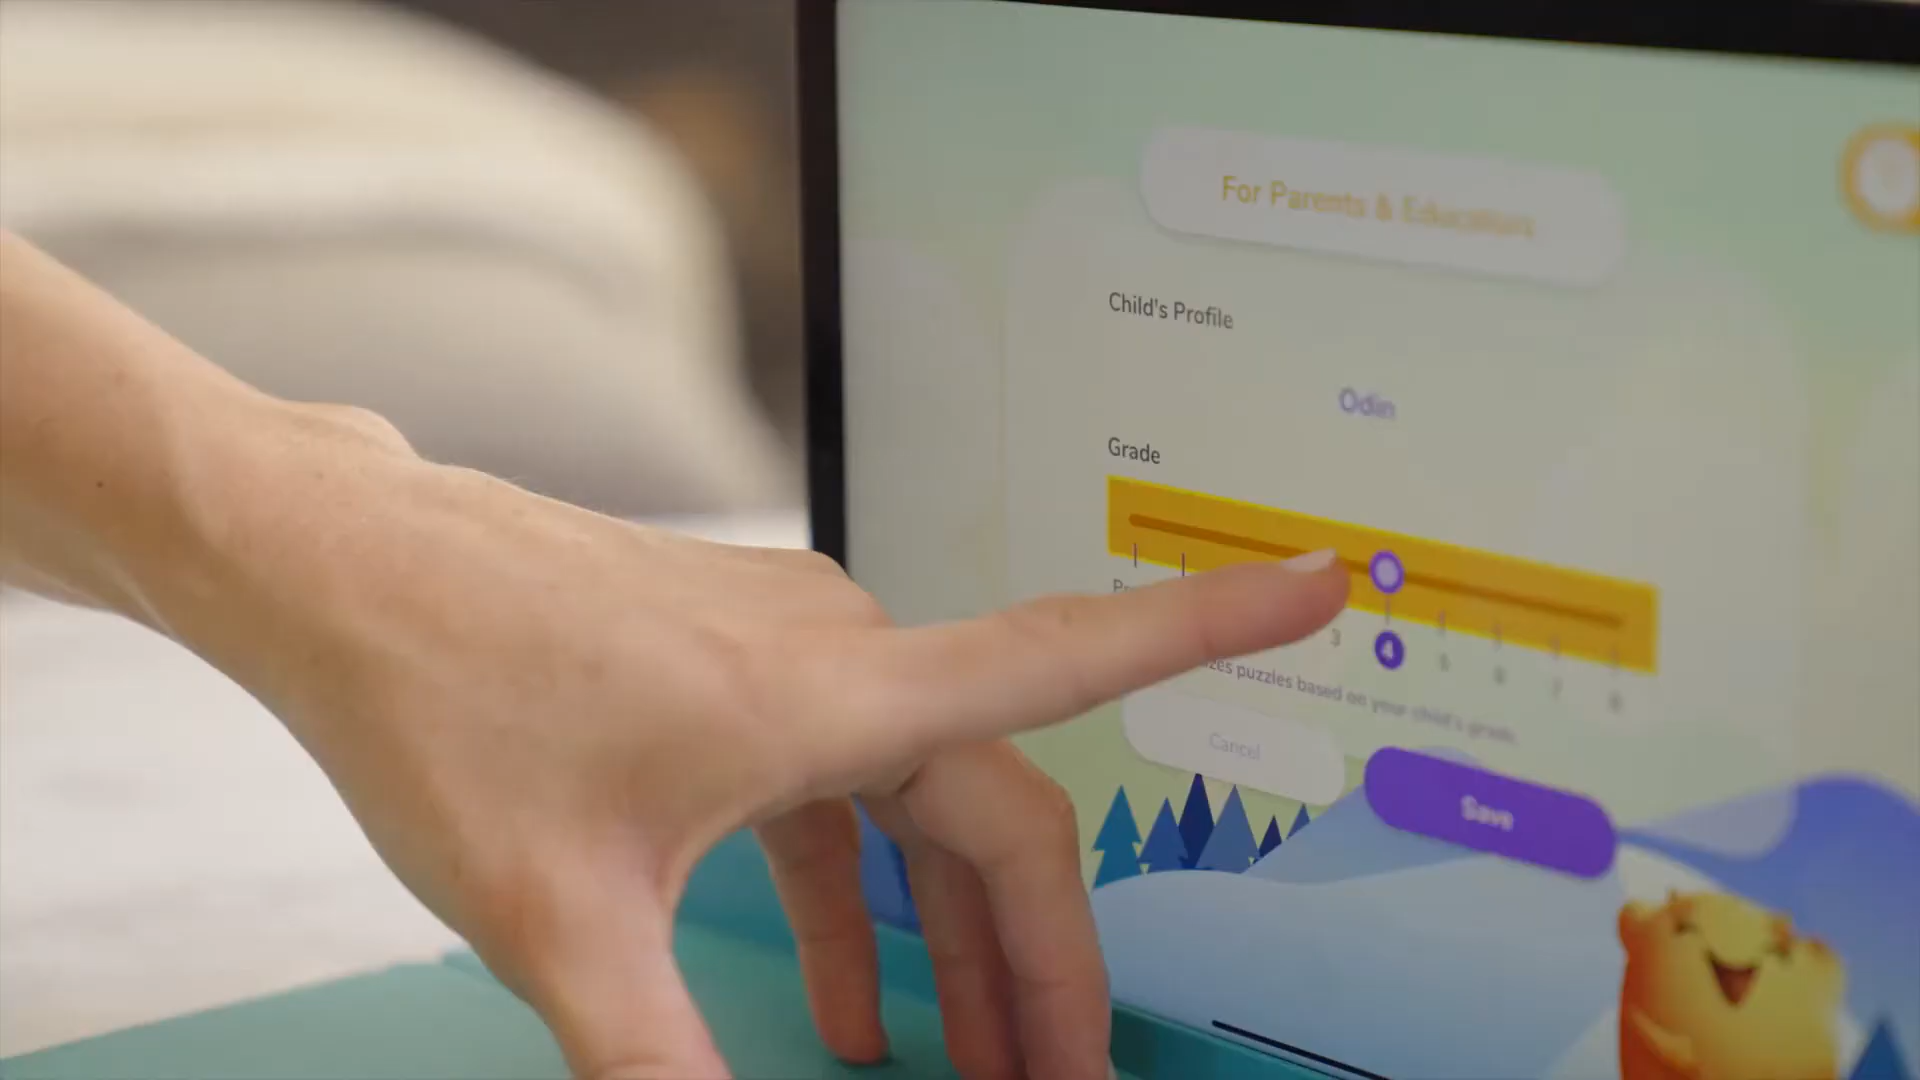 For Parents & Educators
Child's Profile
Odin
Grade
3 4 5 6 7 8
puzzles based on your child's grade.
Cancel
Save